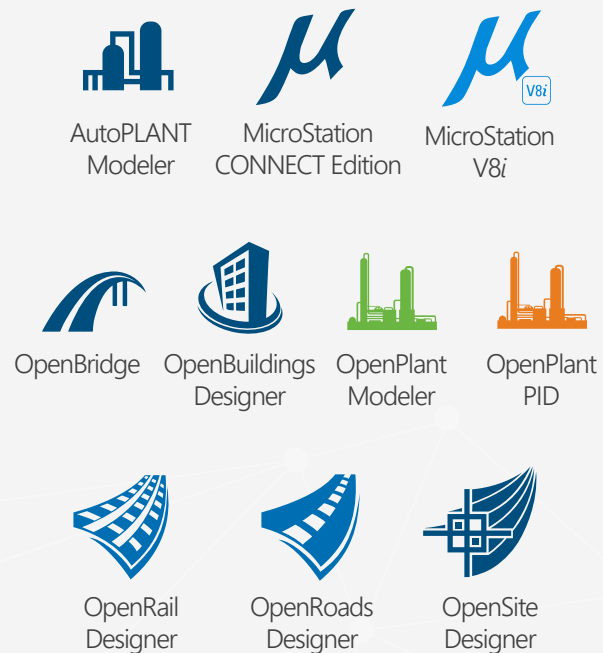 μ μ
V8i
AutoPLANT
Modeler
MicroStation
CONNECT Edition
MicroStation
V8i
OpenBridge
OpenBuildings
Designer
OpenPlant
Modeler
OpenPlant
PID
OpenRail
Designer
OpenRoads
Designer
OpenSite
Designer